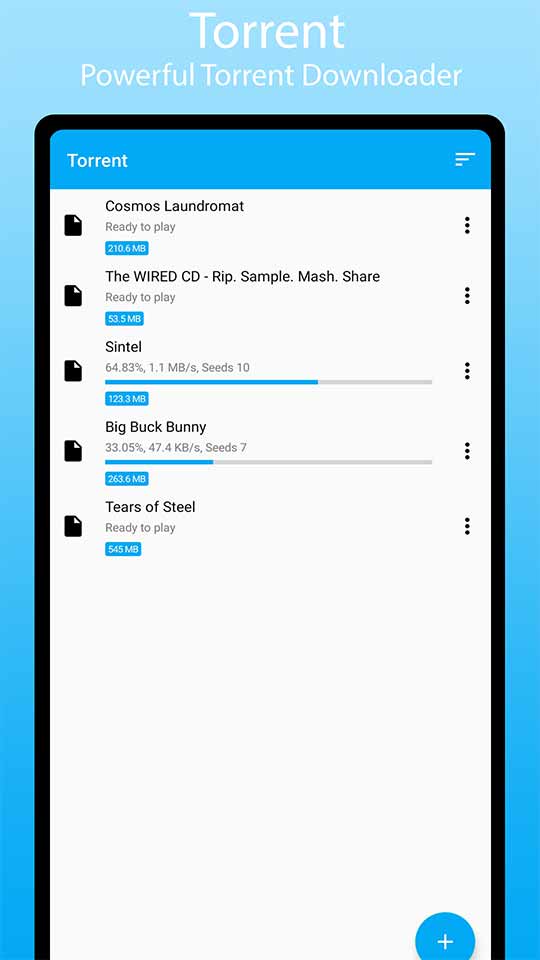 Torrent
Powerful Torrent Downloader
Torrent
Cosmos Laundromat
Ready to play
210.6 MB
The WIRED CD - Rip. Sample. Mash. Share
Ready to play
53.5 MB
Sintel
64.83%, 1.1 MB/s, Seeds 10
123.3 MB
Big Buck Bunny
33.05%, 47.4 KB/s, Seeds 7
263.6 MB
Tears of Steel
Ready to play
545 MB